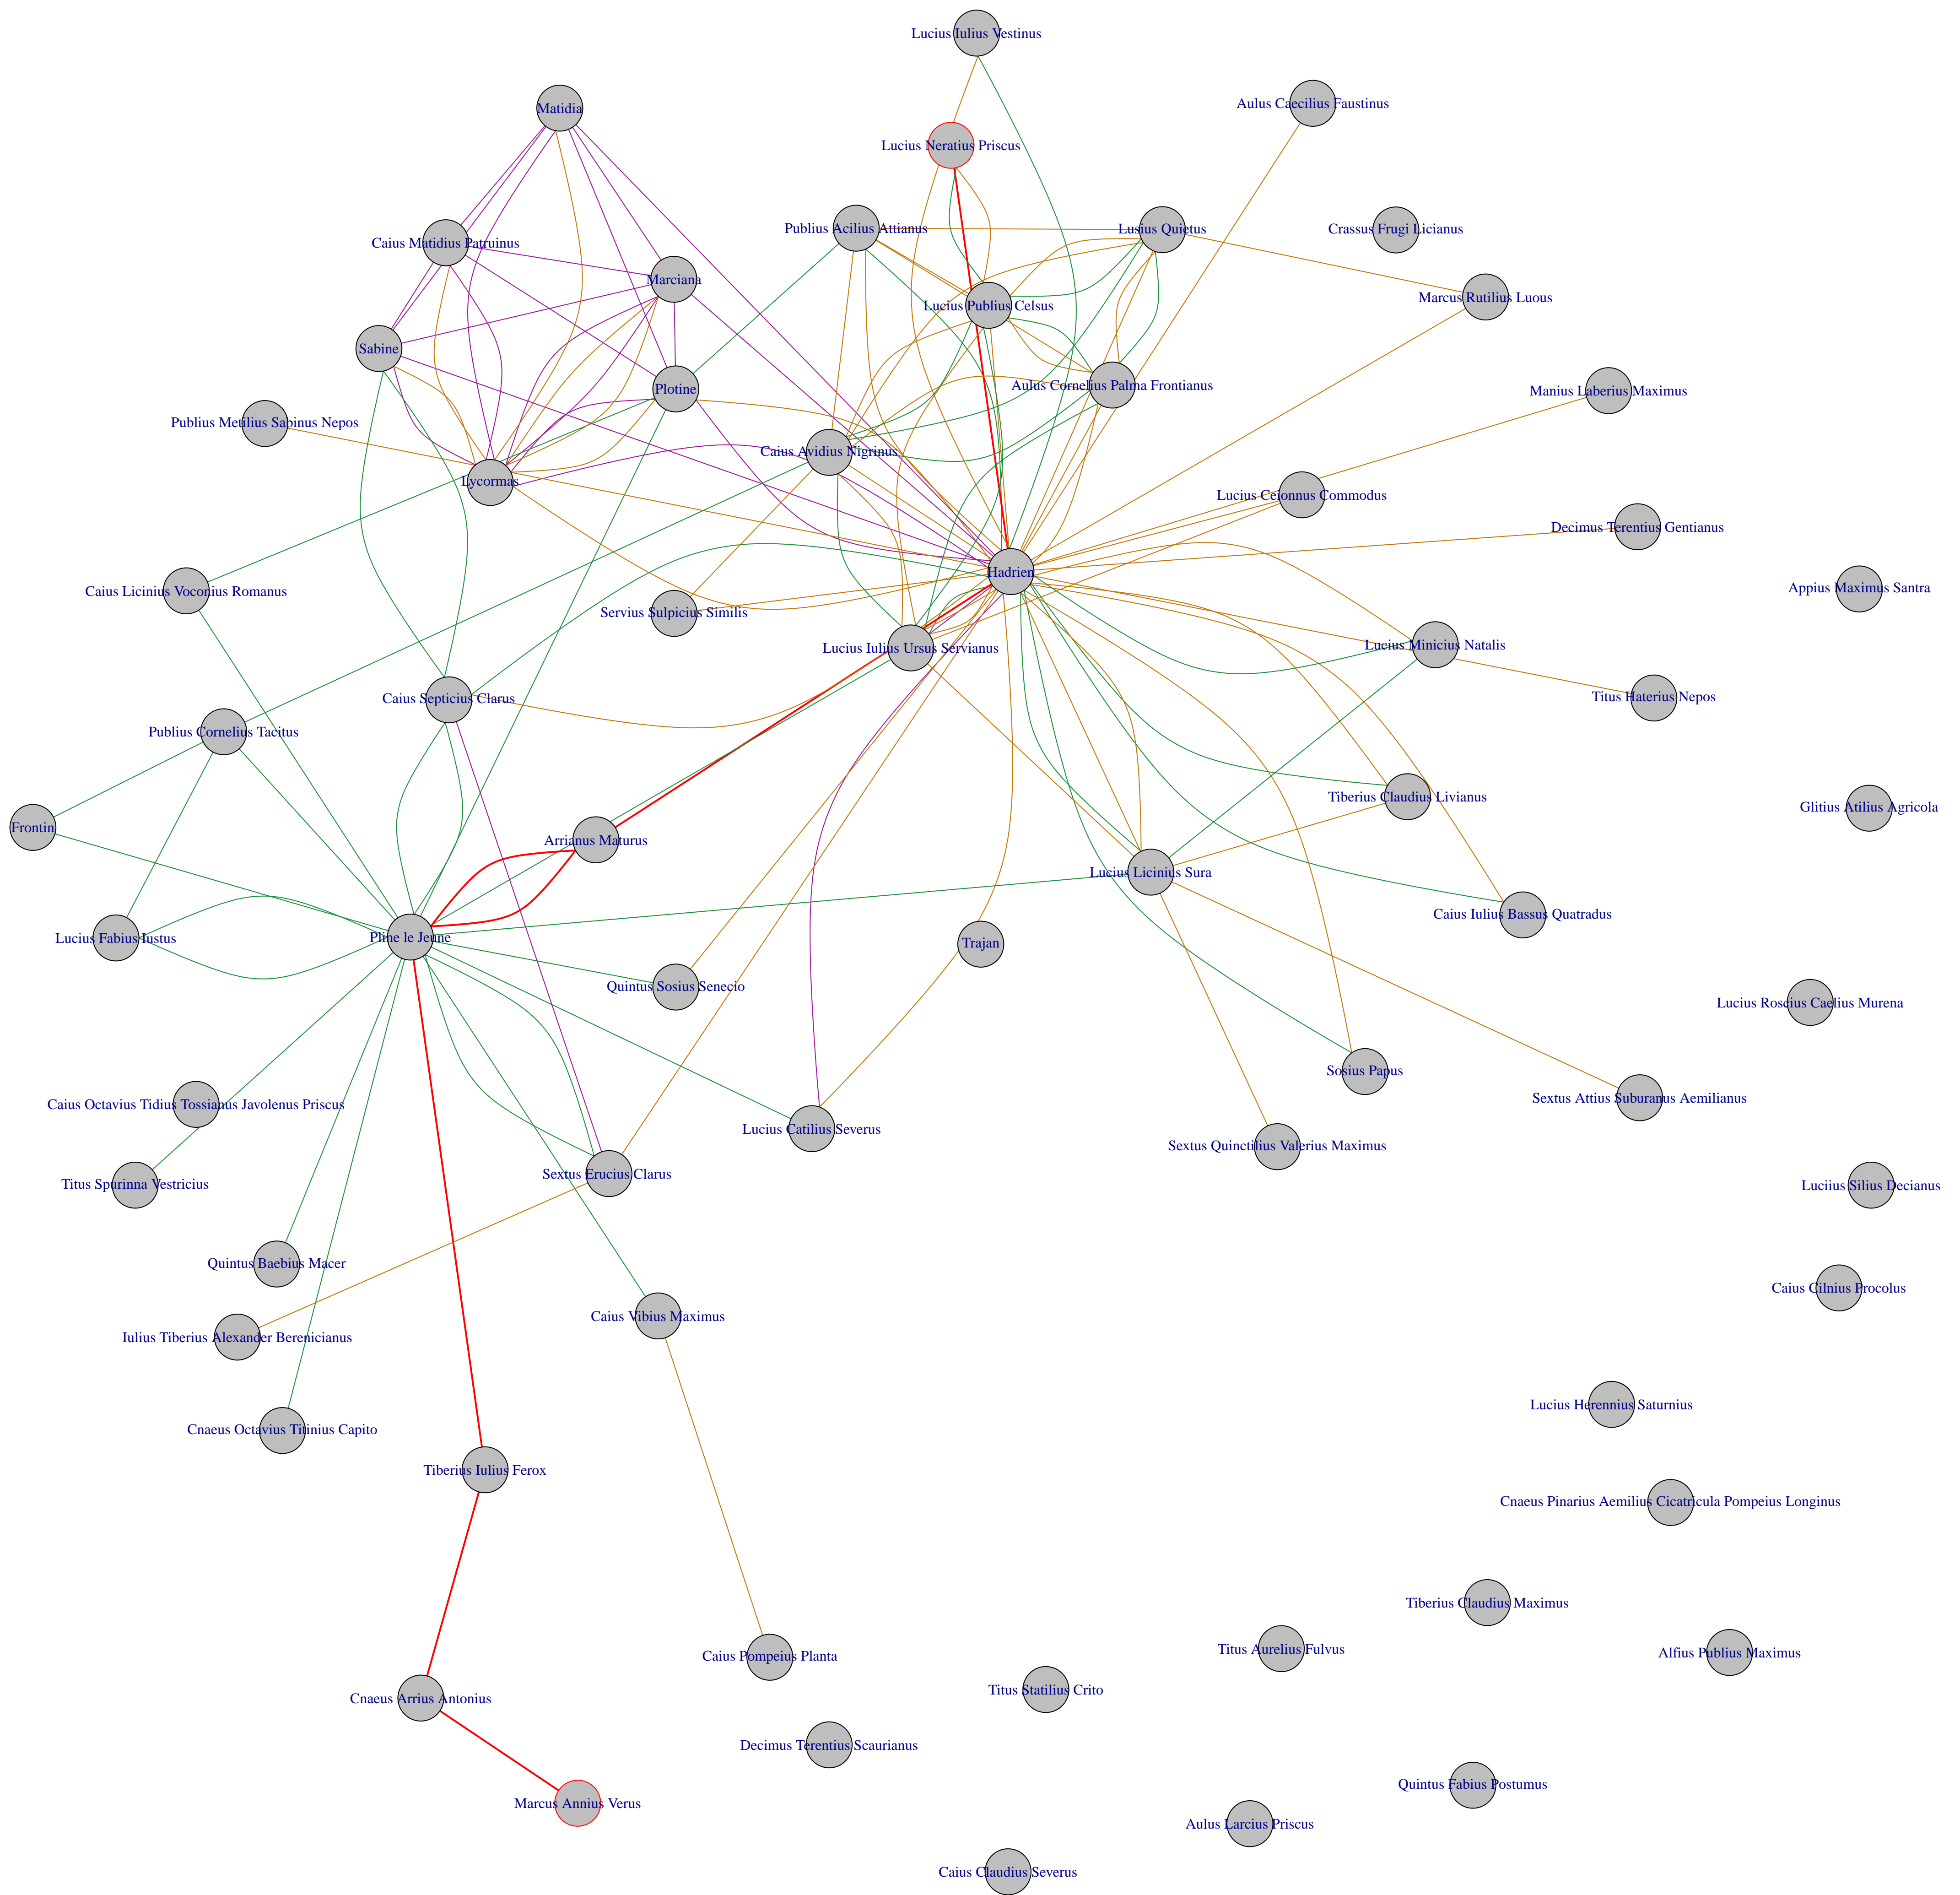 Lucius Iulius Vestinus
Matidia
Aulus Caecilius Faustinus
Lucius Neratius Priscus
Publius Acilius Attianus
Lusius Quietus
Crassus Frugi Licianus
Caius Matidius Patruinus
Marciana
Marcus Rutilius Luous
Lucius Publius Celsus
Sabine
Plotine
Aulus Cornelius Palma Frontianus
Manius Laberius Maximus
Publius Metilius Sabinus Nepos
Caius Avidius Nigrinus
Lycormas
Lucius Ceionnus Commodus
Decimus Terentius Gentianus
Hadrien
Appius Maximus Santra
Caius Licinius Voconius Romanus
Servius Sulpicius Similis
Lucius Iulius Ursus Servianus
Lucius Minicius Natalis
Caius Septicius Clarus
Titus Haterius Nepos
Publius Cornelius Tacitus
Tiberius Claudius Livianus
Glitius Atilius Agricola
Frontin
Arrianus Maturus
Lucius Licinius Sura
Caius Iulius Bassus Quatradus
Lucius Fabius Iustus
Pline le Jeune
Trajan
Quintus Sosius Senecio
Lucius Roscius Caelius Murena
Sosius Papus
Sextus Attius Suburanus Aemilianus
Caius Octavius Tidius Tossianus Javolenus Priscus
Lucius Catilius Severus
Sextus Quinctilius Valerius Maximus
Sextus Erucius Clarus
Titus Spurinna Vestricius
Luciius Silius Decianus
Quintus Baebius Macer
Caius Cilnius Procolus
Caius Vibius Maximus
Iulius Tiberius Alexander Berenicianus
Lucius Herennius Saturnius
Cnaeus Octavius Titinius Capito
Tiberius Iulius Ferox
Cnaeus Pinarius Aemilius Cicatricula Pompeius Longinus
Tiberius Claudius Maximus
Titus Aurelius Fulvus
Alfius Publius Maximus
Caius Pompeius Planta
Titus Statilius Crito
Cnaeus Arrius Antonius
Decimus Terentius Scaurianus
Quintus Fabius Postumus
Marcus Annius Verus
Aulus Larcius Priscus
Caius Claudius Severus